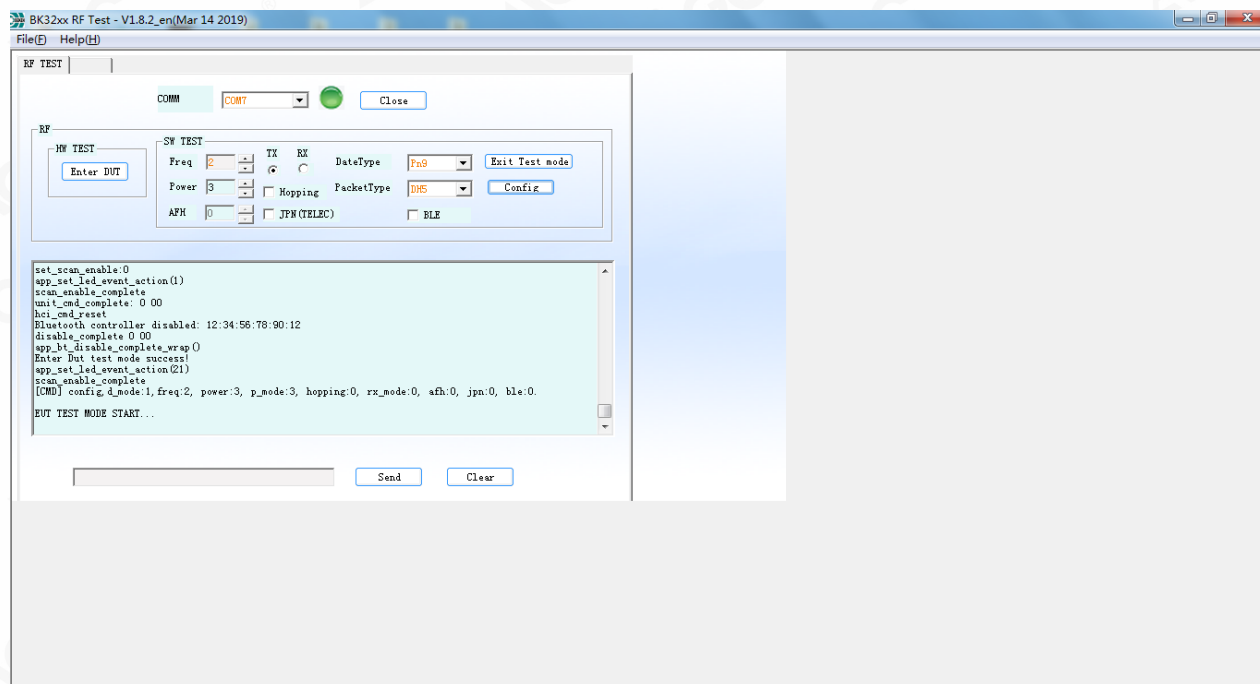 BK32xx RF Test - V1.8.2_en(Mar 14 2019)
File(F) Help(H)
RF TEST
COMM COM7 Close
RF
HW TEST
Enter DUT
SW TEST
Freq 2 TX RX DateType Pn9 Exit Test mode
Power 3 Hopping PacketType DH5 Config
AFH 0 JPN(TELEC) BLE
set_scan_enable:0
app_set_led_event_action(1)
scan_enable_complete
unit_cmd_complete: 0 00
hci_cmd_reset
Bluetooth controller disabled: 12:34:56:78:90:12
disable_complete 0 00
app_bt_disable_complete_wrap()
Enter Dut test mode success!
app_set_led_event_action(21)
scan_enable_complete
[CMD] config,d_mode:1,freq:2, power:3, p_mode:3, hopping:0, rx_mode:0, afh:0, jpn:0, ble:0.
EUT TEST MODE START...
Send Clear